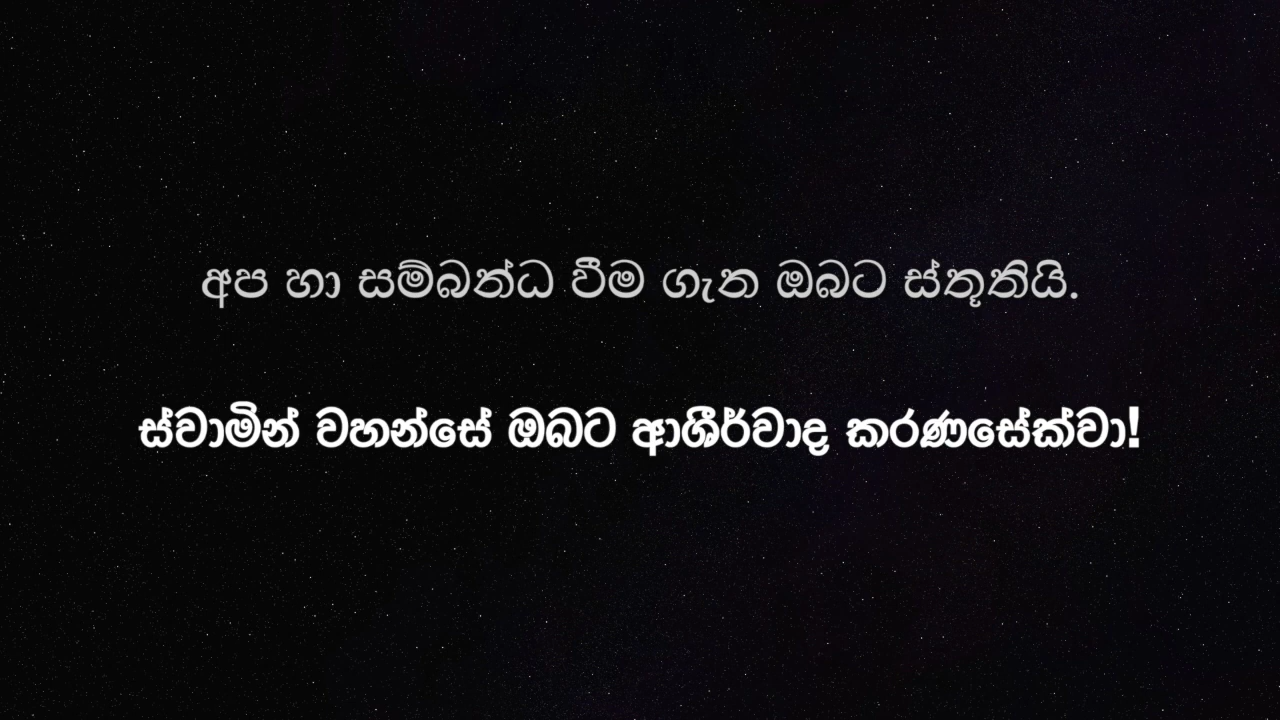 අප හා සම්බන්ධ වීම ගැන ඔබට ස්තූතියි.
ස්වාමින් වහන්සේ ඔබට ආශීර්වාද කරණසේක්වා!